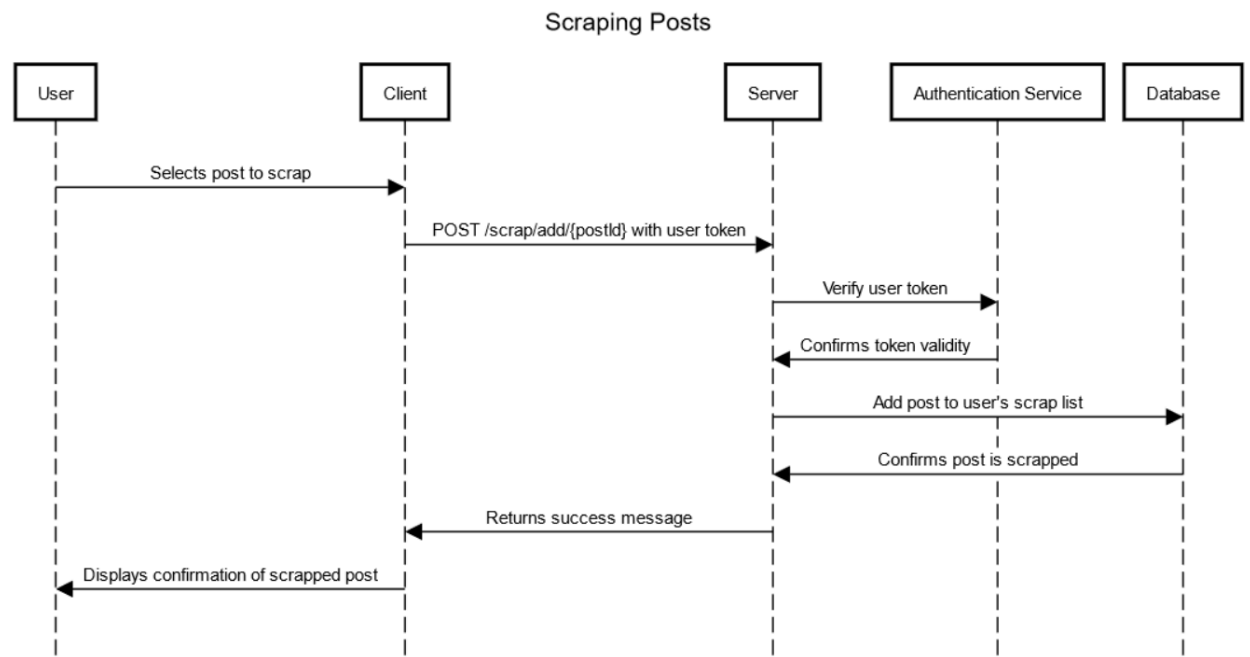 Scraping Posts
User
Client
Server
Authentication Service
Database
Selects post to scrap
POST /scrap/add/{postId} with user token
Verify user token
Confirms token validity
Add post to user's scrap list
Confirms post is scrapped
Returns success message
Displays confirmation of scrapped post